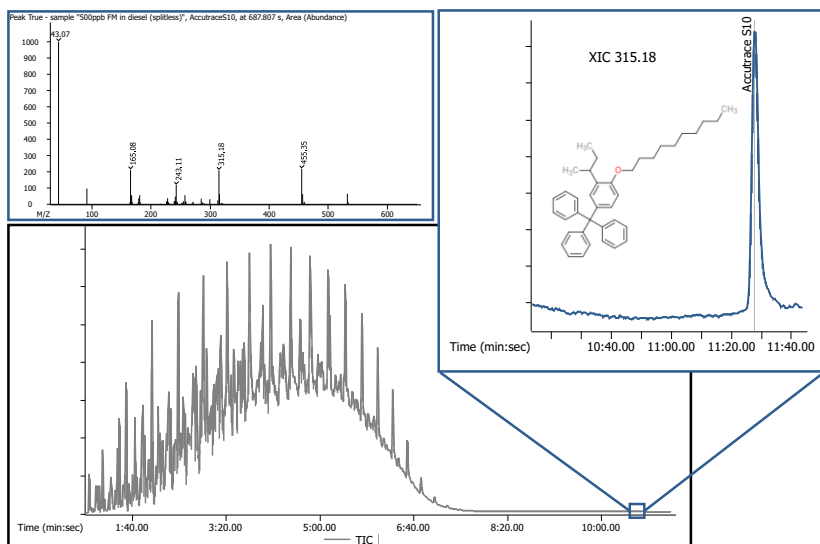 Peak True - sample "500ppb FM in diesel (splitless)", AccutraceS10, at 687.807 s, Area (Abundance)
1000
900
800
700
600
500
400
300
200
100
0
43.07
165.08
243.11
315.18
455.35
M/Z 100 200 300 400 500 600
XIC 315.18
Accutrace S10
CH₃
H₃C
CH₃
O
Time (min:sec) 10:40.00 11:00.00 11:20.00 11:40.00
Time (min:sec) 1:40.00 3:20.00 5:00.00 6:40.00 8:20.00 10:00.00
TIC